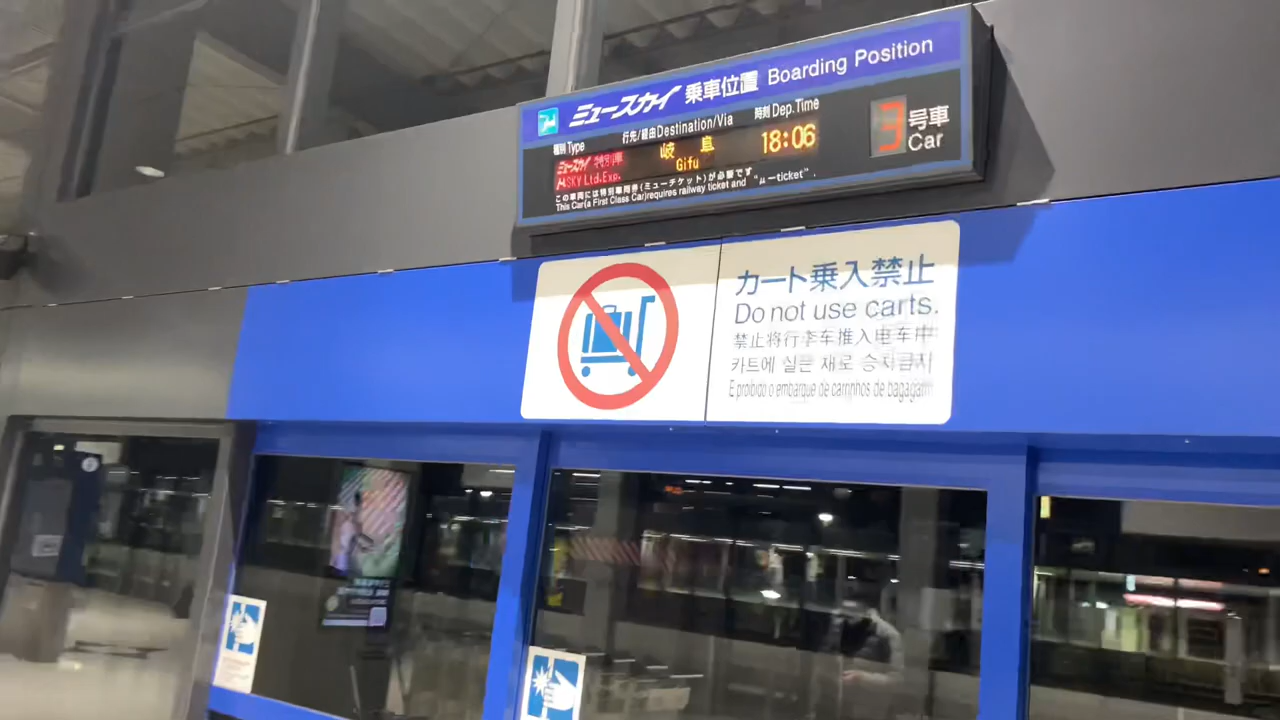 ミュースカイ 乗車位置 Boarding Position
種別 Type 行先/経由 Destination/Via 時刻 Dep.Time
ミュースカイ 特別車 岐阜 18:06 3 号車
μSKY Ltd.Exp. Gifu Car
この車両には特別車両券(ミューチケット)が必要です
This Car(a First Class Car)requires railway ticket and "μ-ticket".
カート乗入禁止
Do not use carts.
禁止将行李车推入电车中
카트에 실은 채로 승차금지
É proibido o embarque de carrinhos de bagagem